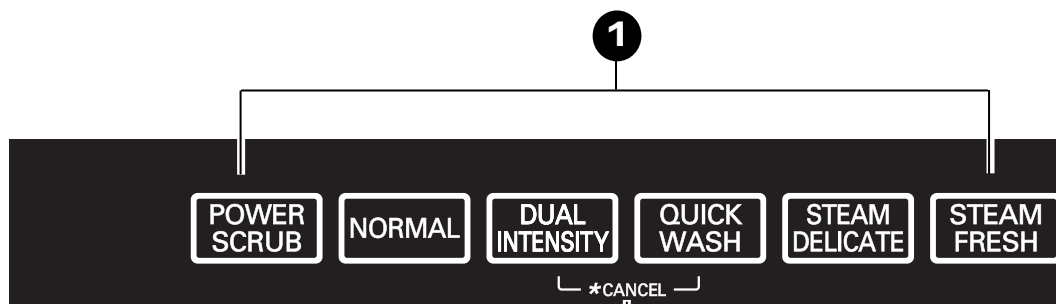 1
POWER
SCRUB
NORMAL
DUAL
INTENSITY
QUICK
WASH
STEAM
DELICATE
STEAM
FRESH
*CANCEL